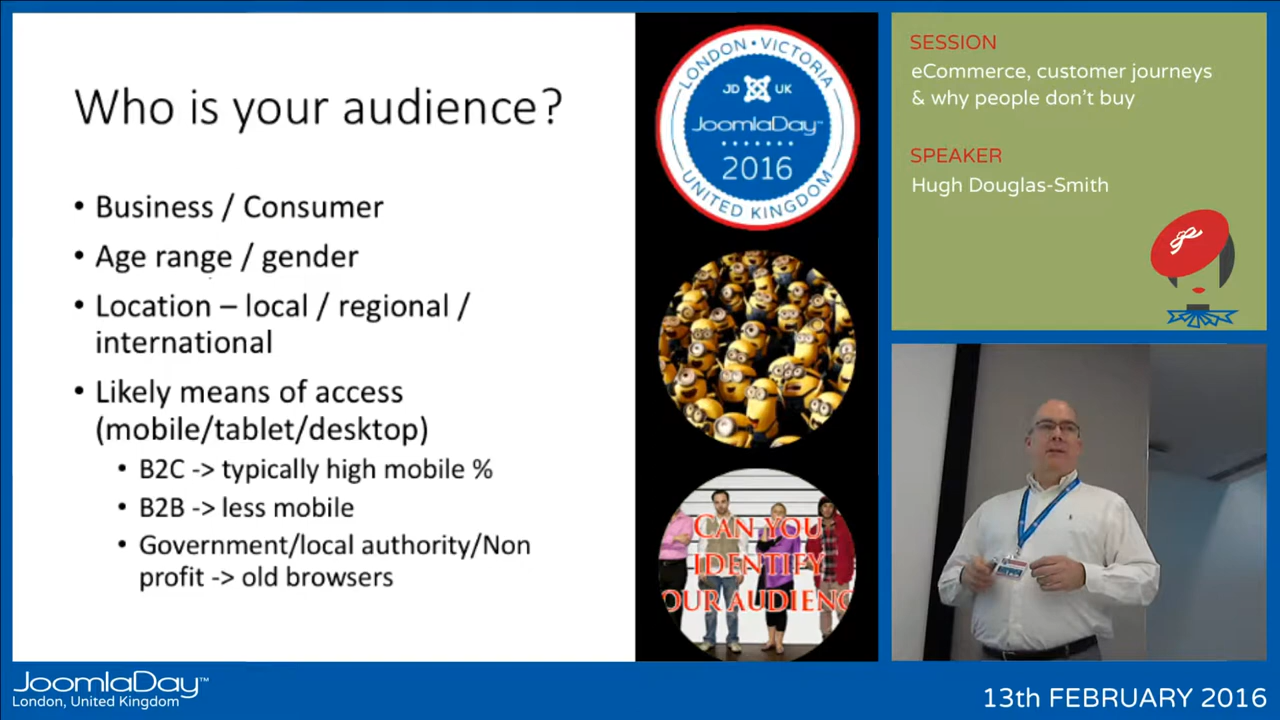 Who is your audience?
• Business / Consumer
• Age range / gender
• Location – local / regional /
international
• Likely means of access
(mobile/tablet/desktop)
• B2C -> typically high mobile %
• B2B -> less mobile
• Government/local authority/Non
profit -> old browsers
LONDON • VICTORIA
JD UK
JoomlaDay™
2016
UNITED KINGDOM
CAN YOU
IDENTIFY
OUR AUDIENC
SESSION
eCommerce, customer journeys
& why people don't buy
SPEAKER
Hugh Douglas-Smith
JoomlaDay™
London, United Kingdom
13th FEBRUARY 2016